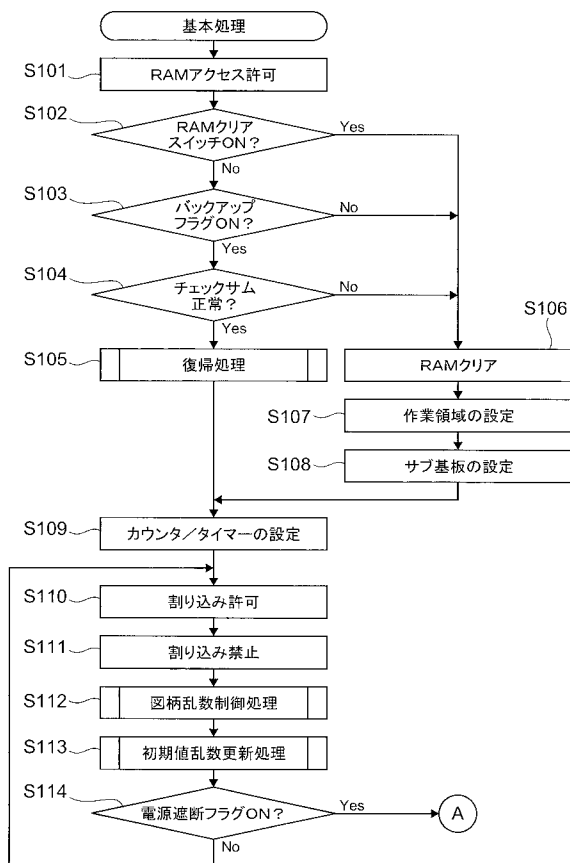 基本処理
S101
RAMアクセス許可
S102
RAMクリア
スイッチON？
Yes
No
S103
バックアップ
フラグON？
No
Yes
S104
チェックサム
正常？
No
Yes
S105
復帰処理
S106
RAMクリア
S107
作業領域の設定
S108
サブ基板の設定
S109
カウンタ／タイマーの設定
S110
割り込み許可
S111
割り込み禁止
S112
図柄乱数制御処理
S113
初期値乱数更新処理
S114
電源遮断フラグON？
Yes
A
No